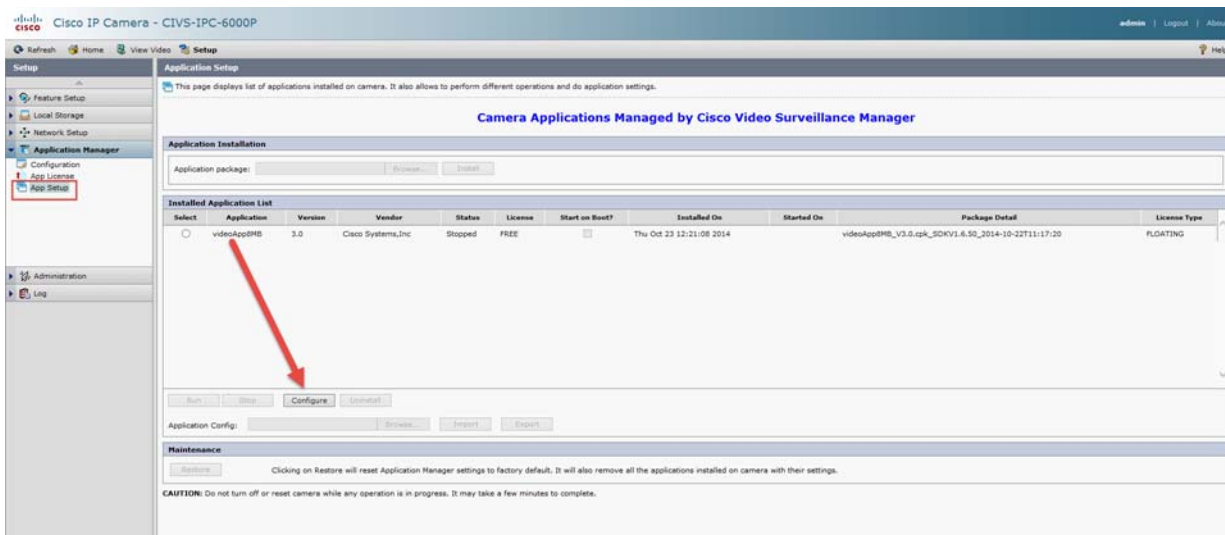 CISCO
Cisco IP Camera - CIVS-IPC-6000P
admin | Logout | Abou
Refresh Home View Video Setup
Help
Setup
Feature Setup
Local Storage
Network Setup
Application Manager
Configuration
App License
App Setup
Administration
Log
Application Setup
This page displays list of applications installed on camera. It also allows to perform different operations and do application settings.
Camera Applications Managed by Cisco Video Surveillance Manager
Application Installation
Application package: Browse... Install
Installed Application List
Select Application Version Vendor Status License Start on Boot? Installed On Started On Package Detail License Type
videoApp8MB 3.0 Cisco Systems,Inc Stopped FREE Thu Oct 23 12:21:08 2014 videoApp8MB_V3.0.cpk_SDKV1.6.50_2014-10-22T11:17:20 FLOATING
Run Stop Configure Uninstall
Application Config: Browse... Import Export
Maintenance
Restore Clicking on Restore will reset Application Manager settings to factory default. It will also remove all the applications installed on camera with their settings.
CAUTION: Do not turn off or reset camera while any operation is in progress. It may take a few minutes to complete.